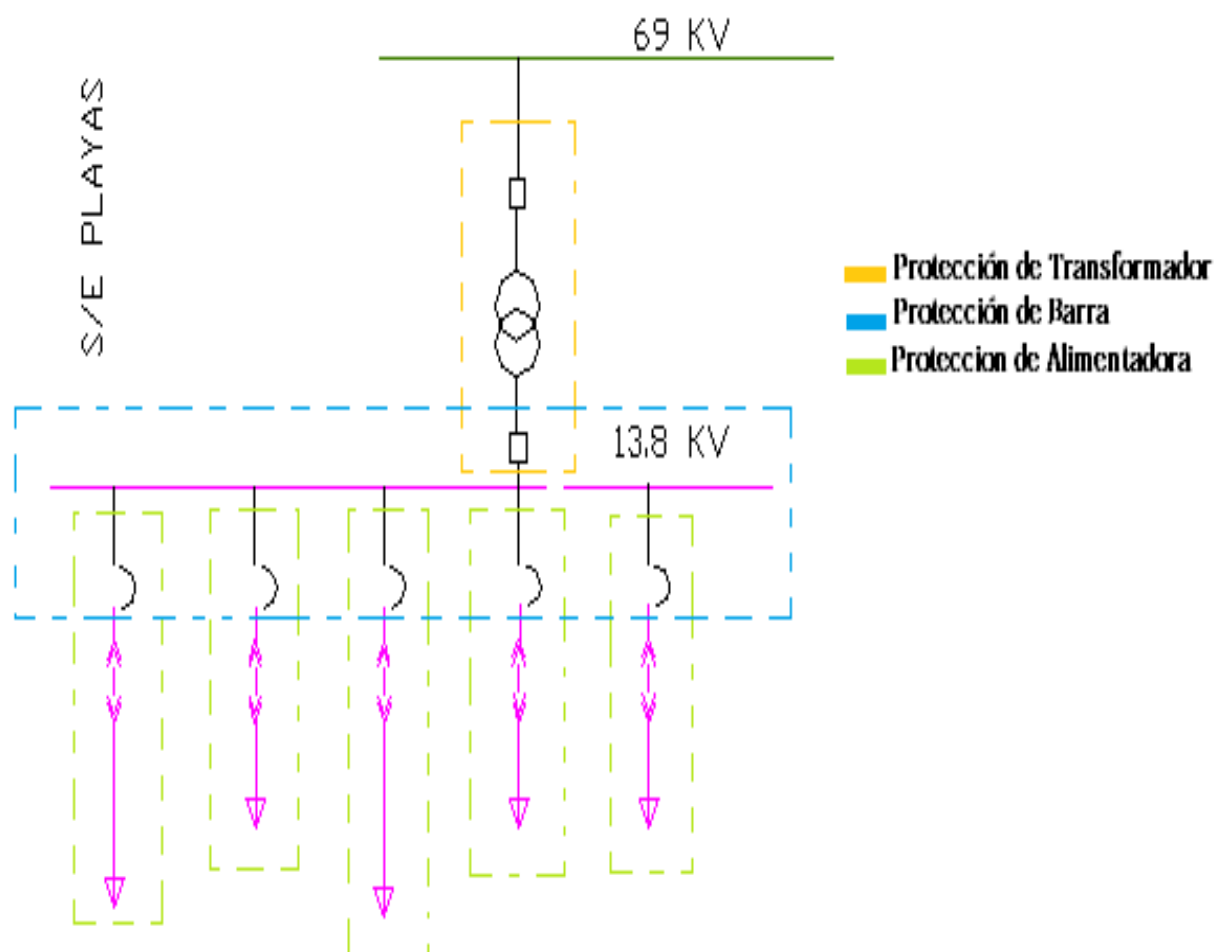 69 KV
S/E PLAYAS
Protección de Transformador
Protección de Barra
Proteccion de Alimentadora
13.8 KV